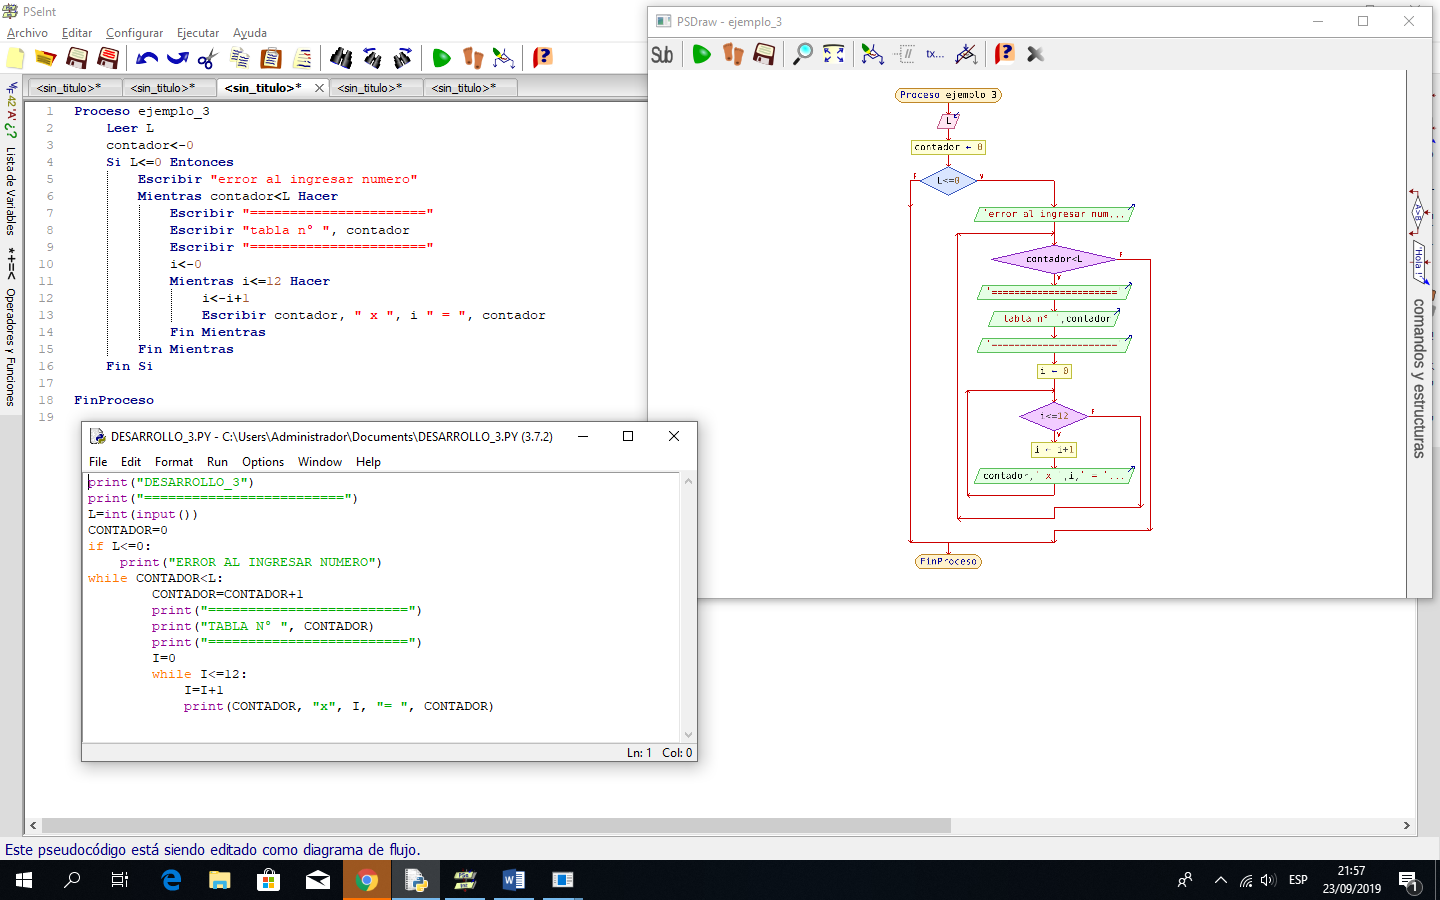 PSeInt
Archivo Editar Configurar Ejecutar Ayuda
<sin_titulo>* <sin_titulo>* <sin_titulo>* <sin_titulo>* <sin_titulo>*
Lista de Variables
*+=< Operadores y Funciones
1 Proceso ejemplo_3
2 Leer L
3 contador<-0
4 Si L<=0 Entonces
5 Escribir "error al ingresar numero"
6 Mientras contador<L Hacer
7 Escribir "======================"
8 Escribir "tabla n° ", contador
9 Escribir "======================"
10 i<-0
11 Mientras i<=12 Hacer
12 i<-i+1
13 Escribir contador, " x ", i " = ", contador
14 Fin Mientras
15 Fin Mientras
16 Fin Si
17
18 FinProceso
19
DESARROLLO_3.PY - C:\Users\Administrador\Documents\DESARROLLO_3.PY (3.7.2)
File Edit Format Run Options Window Help
print("DESARROLLO_3")
print("=========================")
L=int(input())
CONTADOR=0
if L<=0:
print("ERROR AL INGRESAR NUMERO")
while CONTADOR<L:
CONTADOR=CONTADOR+1
print("=========================")
print("TABLA N° ", CONTADOR)
print("=========================")
I=0
while I<=12:
I=I+1
print(CONTADOR, "x", I, "= ", CONTADOR)
Ln: 1 Col: 0
PSDraw - ejemplo_3
Sub
tx...
Proceso ejemplo_3
L
contador ← 0
L<=0
F
V
'error al ingresar num...
contador<L
F
V
'======================
'tabla n° ',contador
'======================
i ← 0
i<=12
F
V
i ← i+1
contador,' x ',i,' = '...
FinProceso
A>B
'Hola !'
comandos y estructuras
Este pseudocódigo está siendo editado como diagrama de flujo.
ESP
21:57
23/09/2019
1